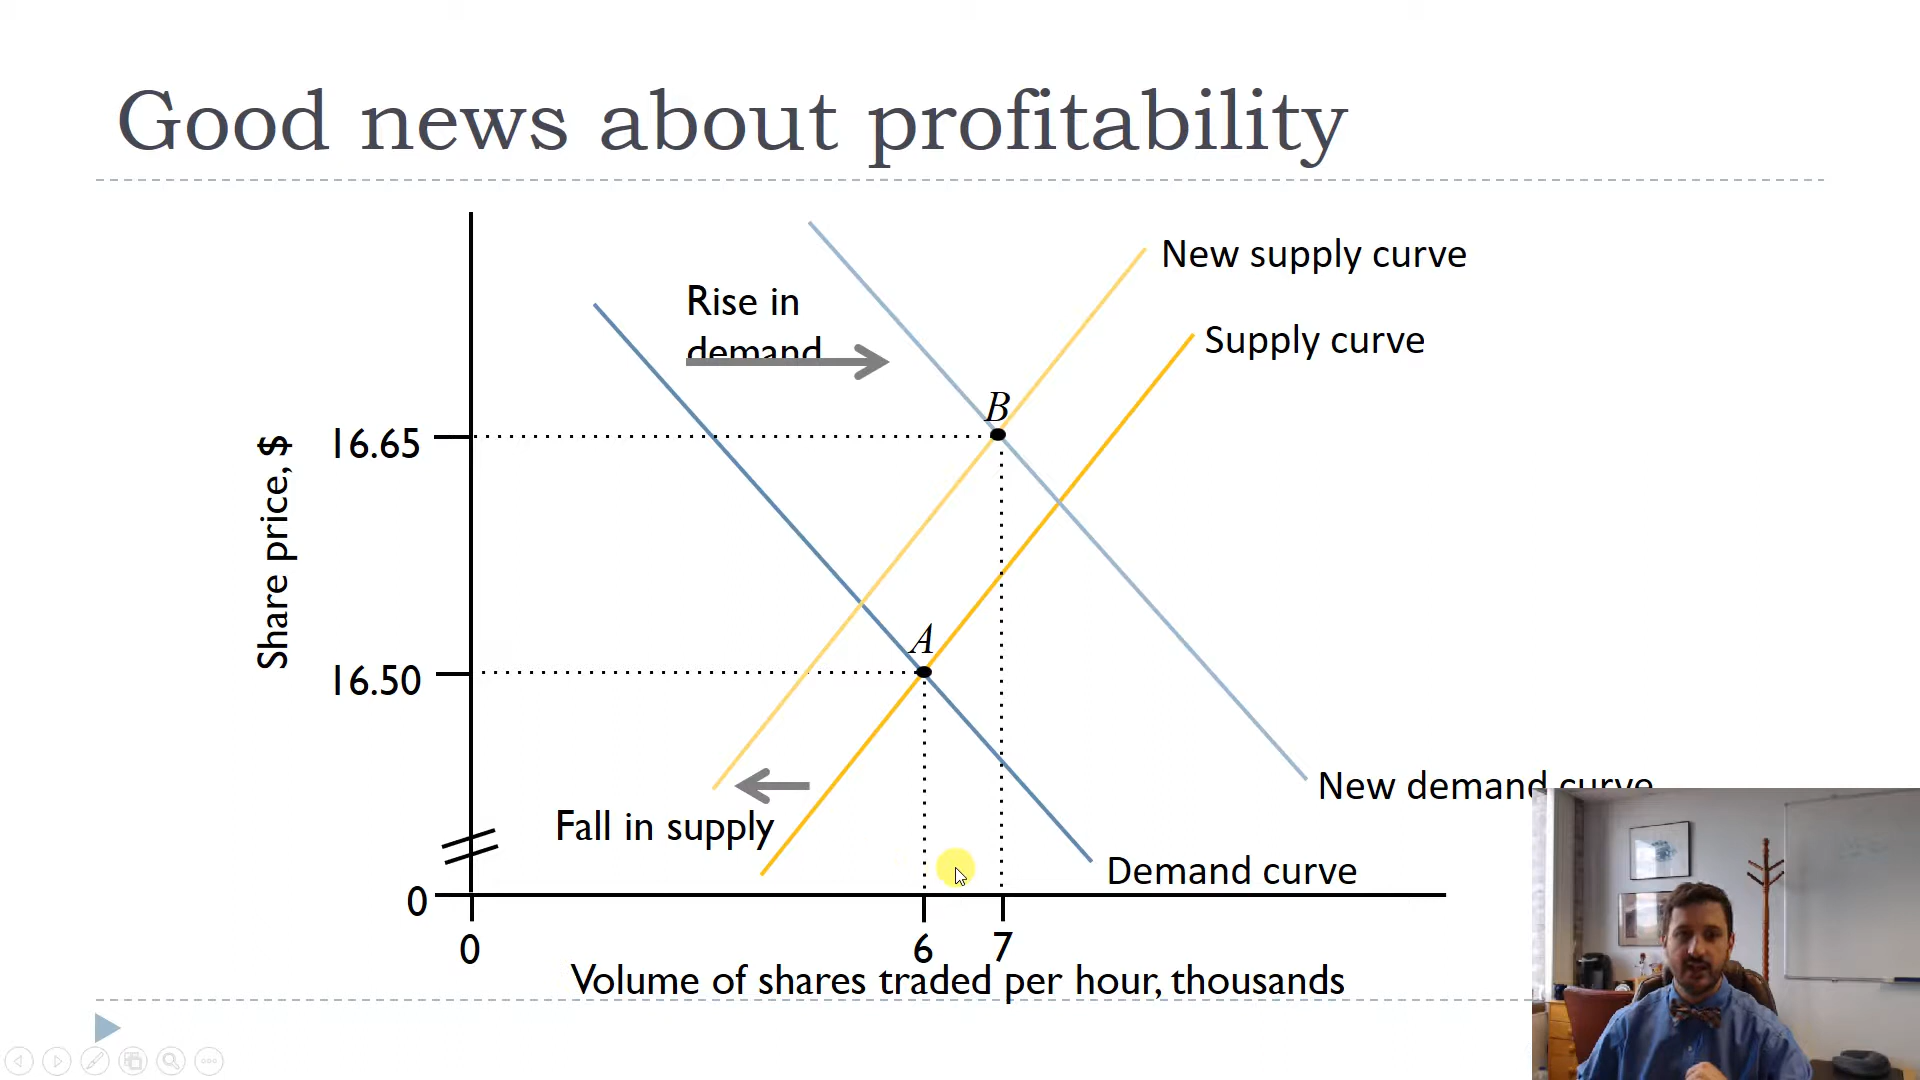 Good news about profitability
New supply curve
Rise in
demand
Supply curve
B
16.65
Share price, $
A
16.50
New demand curve
Fall in supply
Demand curve
0
0
6
7
Volume of shares traded per hour, thousands